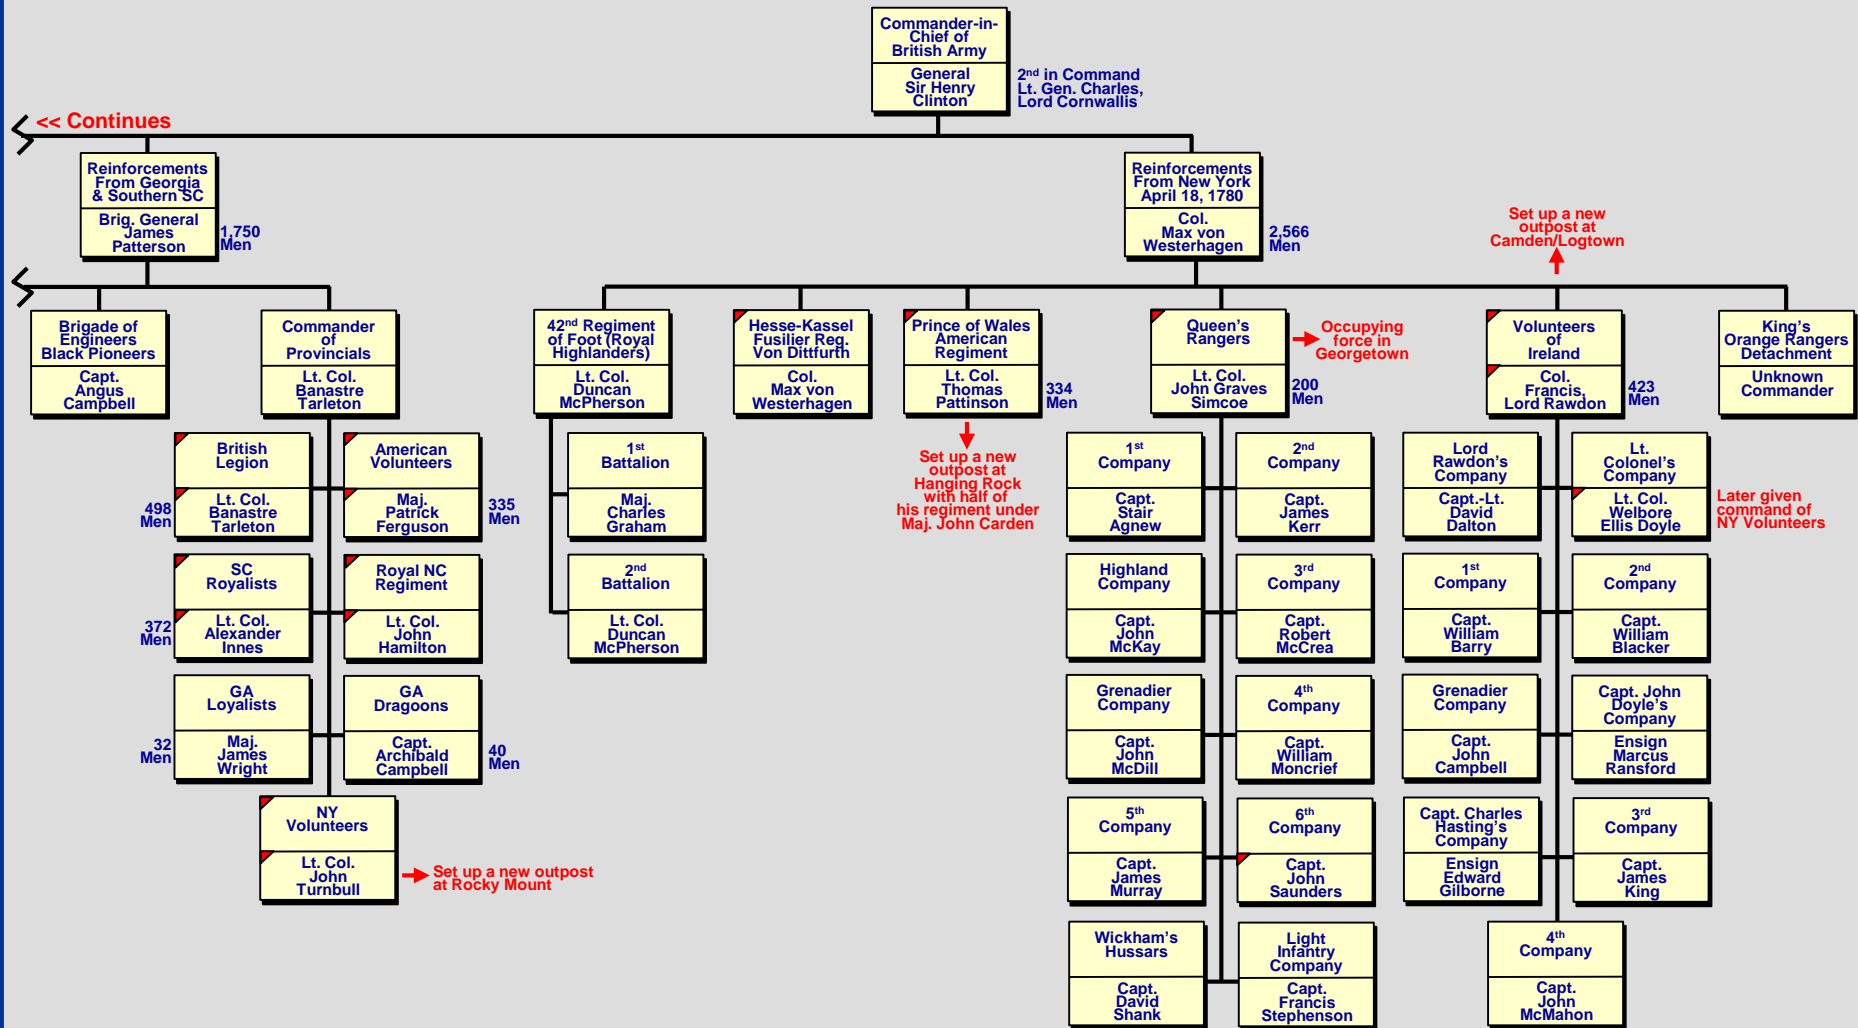 Commander-in-
Chief of
British Army
General
Sir Henry
Clinton
2nd in Command
Lt. Gen. Charles,
Lord Cornwallis
<< Continues
Reinforcements
From Georgia
& Southern SC
Brig. General
James
Patterson
1,750
Men
Reinforcements
From New York
April 18, 1780
Col.
Max von
Westerhagen
2,566
Men
Set up a new
outpost at
Camden/Logtown
Brigade of
Engineers
Black Pioneers
Capt.
Angus
Campbell
Commander
of
Provincials
Lt. Col.
Banastre
Tarleton
42nd Regiment
of Foot (Royal
Highlanders)
Lt. Col.
Duncan
McPherson
Hesse-Kassel
Fusilier Reg.
Von Dittfurth
Col.
Max von
Westerhagen
Prince of Wales
American
Regiment
Lt. Col.
Thomas
Pattinson
334
Men
Queen's
Rangers
Lt. Col.
John Graves
Simcoe
200
Men
Occupying
force in
Georgetown
Volunteers
of
Ireland
Col.
Francis,
Lord Rawdon
423
Men
King's
Orange Rangers
Detachment
Unknown
Commander
British
Legion
Lt. Col.
Banastre
Tarleton
498
Men
American
Volunteers
Maj.
Patrick
Ferguson
335
Men
SC
Royalists
Lt. Col.
Alexander
Innes
372
Men
Royal NC
Regiment
Lt. Col.
John
Hamilton
GA
Loyalists
Maj.
James
Wright
32
Men
GA
Dragoons
Capt.
Archibald
Campbell
40
Men
NY
Volunteers
Lt. Col.
John
Turnbull
Set up a new outpost
at Rocky Mount
1st
Battalion
Maj.
Charles
Graham
2nd
Battalion
Lt. Col.
Duncan
McPherson
Set up a new
outpost at
Hanging Rock
with half of
his regiment under
Maj. John Carden
1st
Company
Capt.
Stair
Agnew
2nd
Company
Capt.
James
Kerr
Highland
Company
Capt.
John
McKay
3rd
Company
Capt.
Robert
McCrea
Grenadier
Company
Capt.
John
McDill
4th
Company
Capt.
William
Moncrief
5th
Company
Capt.
James
Murray
6th
Company
Capt.
John
Saunders
Wickham's
Hussars
Capt.
David
Shank
Light
Infantry
Company
Capt.
Francis
Stephenson
Lord
Rawdon's
Company
Capt.-Lt.
David
Dalton
Lt.
Colonel's
Company
Lt. Col.
Welbore
Ellis Doyle
Later given
command of
NY Volunteers
1st
Company
Capt.
William
Barry
2nd
Company
Capt.
William
Blacker
Grenadier
Company
Capt.
John
Campbell
Capt. John
Doyle's
Company
Ensign
Marcus
Ransford
Capt. Charles
Hasting's
Company
Ensign
Edward
Gilborne
3rd
Company
Capt.
James
King
4th
Company
Capt.
John
McMahon